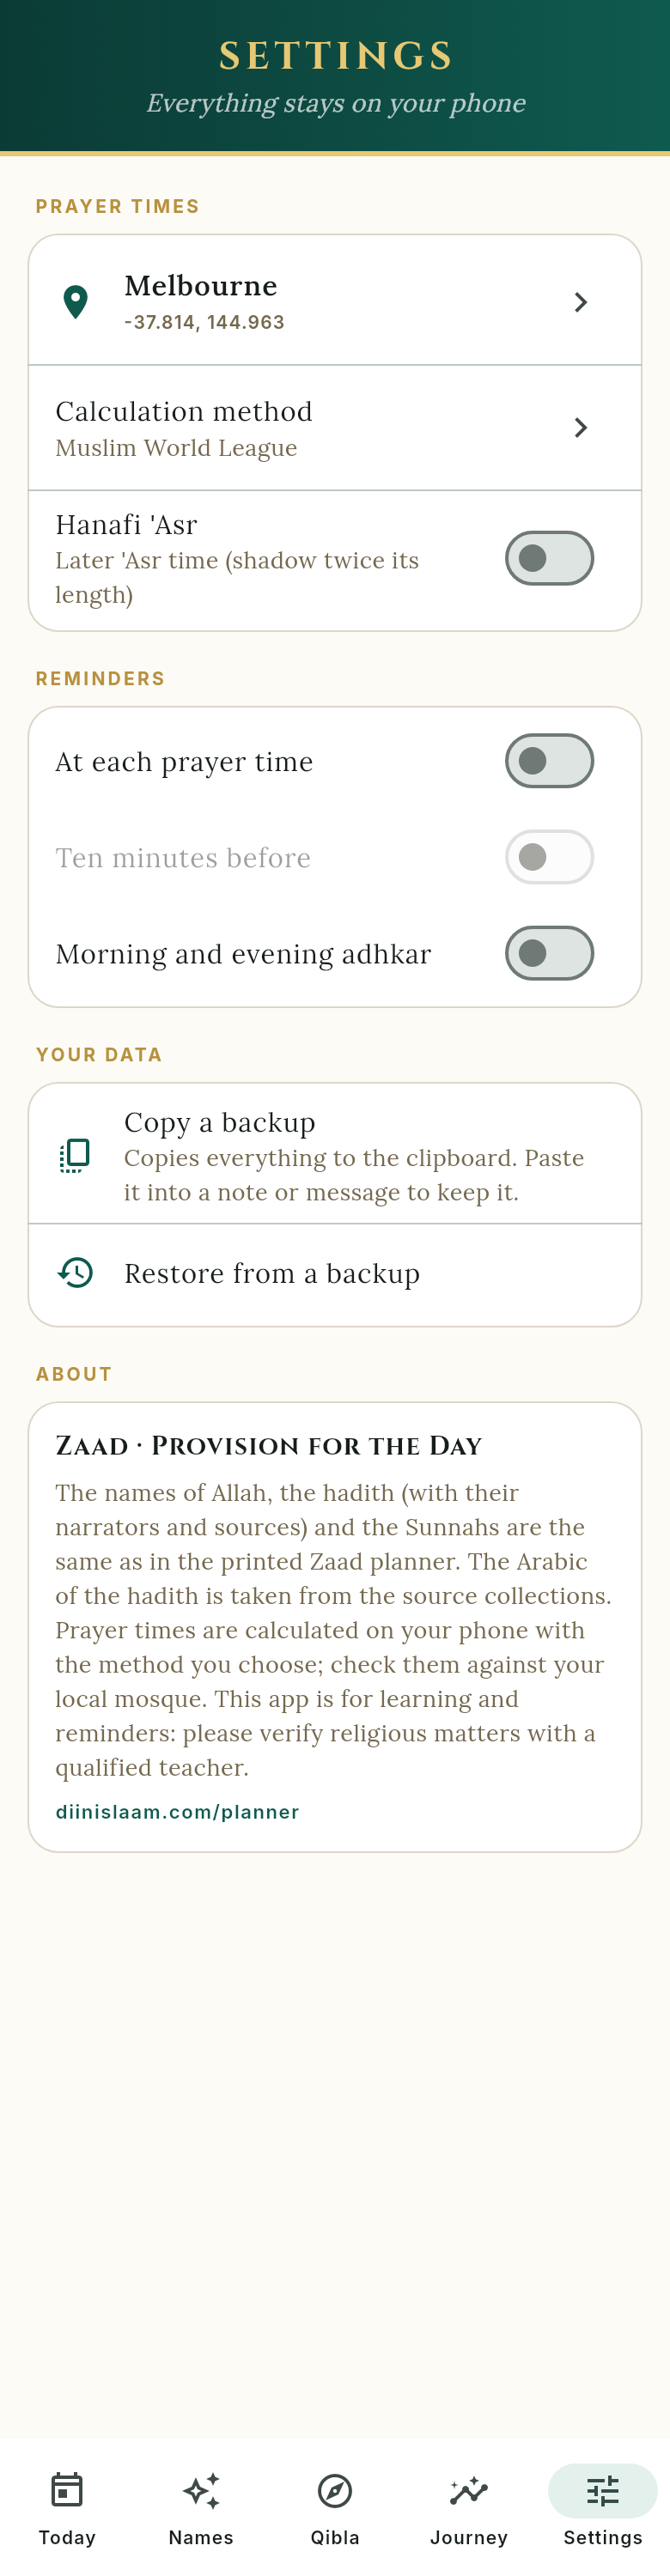 SETTINGS
Everything stays on your phone
PRAYER TIMES
Melbourne
-37.814, 144.963
Calculation method
Muslim World League
Hanafi 'Asr
Later 'Asr time (shadow twice its
length)
REMINDERS
At each prayer time
Ten minutes before
Morning and evening adhkar
YOUR DATA
Copy a backup
Copies everything to the clipboard. Paste
it into a note or message to keep it.
Restore from a backup
ABOUT
Zaad · Provision for the Day
The names of Allah, the hadith (with their
narrators and sources) and the Sunnahs are the
same as in the printed Zaad planner. The Arabic
of the hadith is taken from the source collections.
Prayer times are calculated on your phone with
the method you choose; check them against your
local mosque. This app is for learning and
reminders: please verify religious matters with a
qualified teacher.
diinislaam.com/planner
Today
Names
Qibla
Journey
Settings